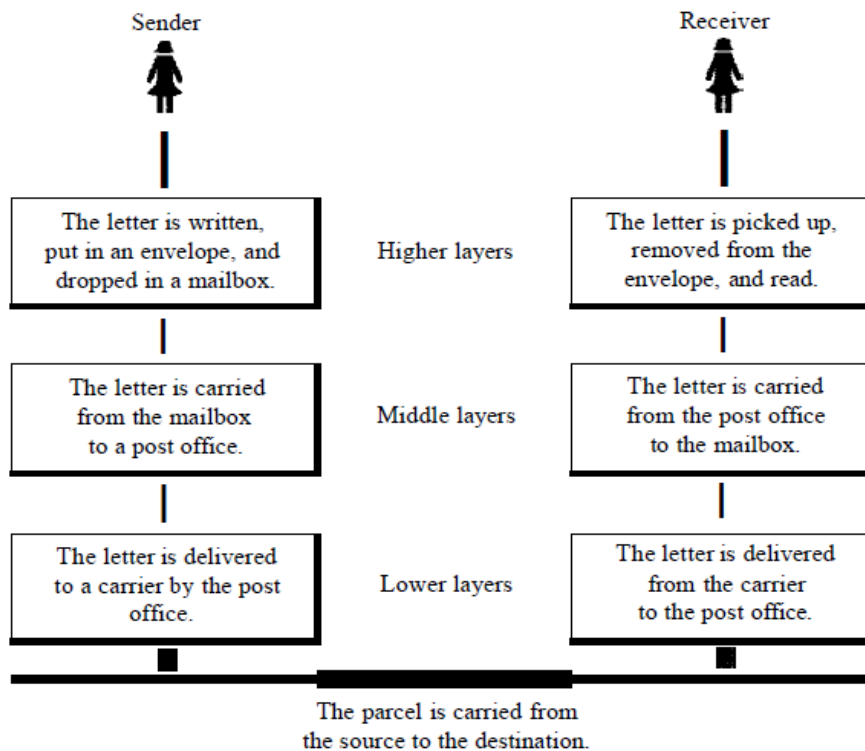 Sender
Receiver
The letter is written,
put in an envelope, and
dropped in a mailbox.
Higher layers
The letter is picked up,
removed from the
envelope, and read.
The letter is carried
from the mailbox
to a post office.
Middle layers
The letter is carried
from the post office
to the mailbox.
The letter is delivered
to a carrier by the post
office.
Lower layers
The letter is delivered
from the carrier
to the post office.
The parcel is carried from
the source to the destination.